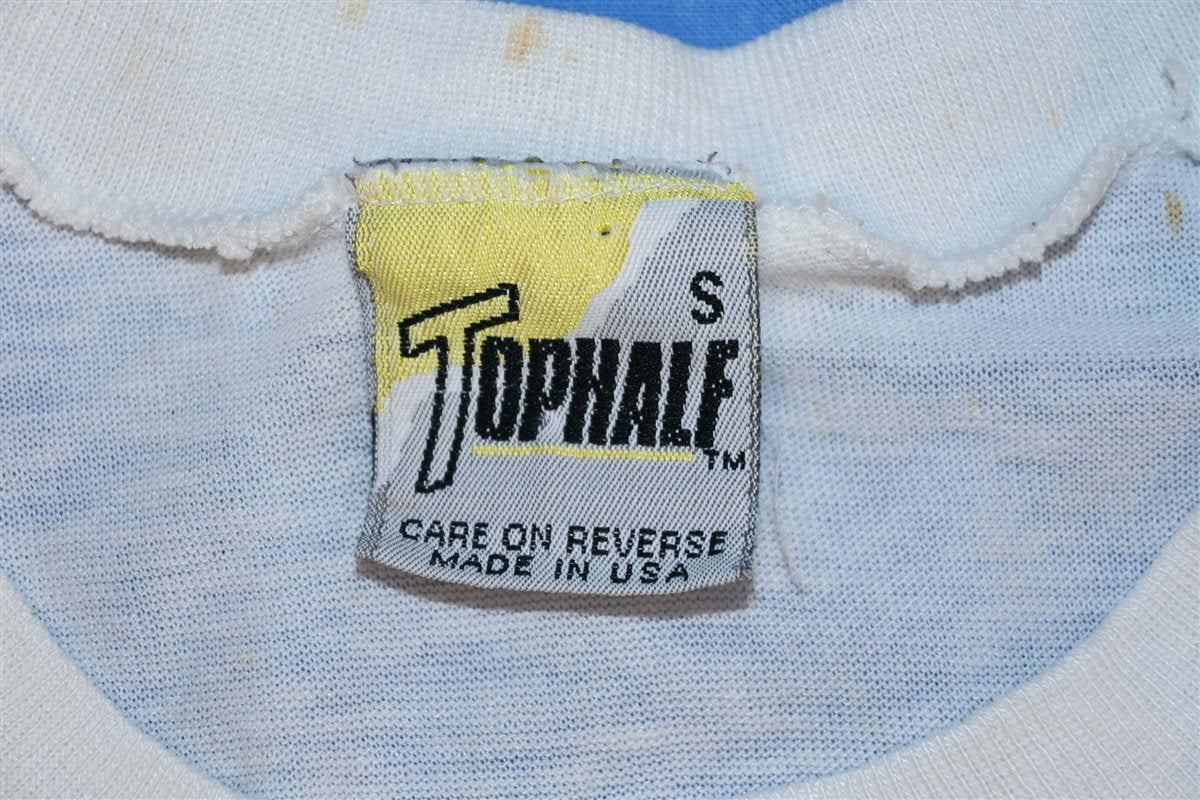 S
TOPHALF
TM
CARE ON REVERSE
MADE IN USA